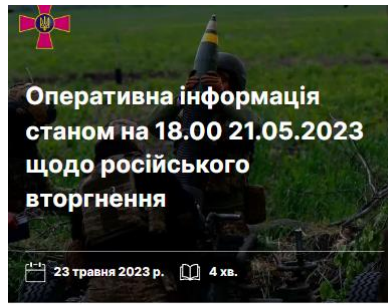 Оперативна інформація
станом на 18.00 21.05.2023
щодо російського
вторгнення
23 травня 2023 р. 4 хв.